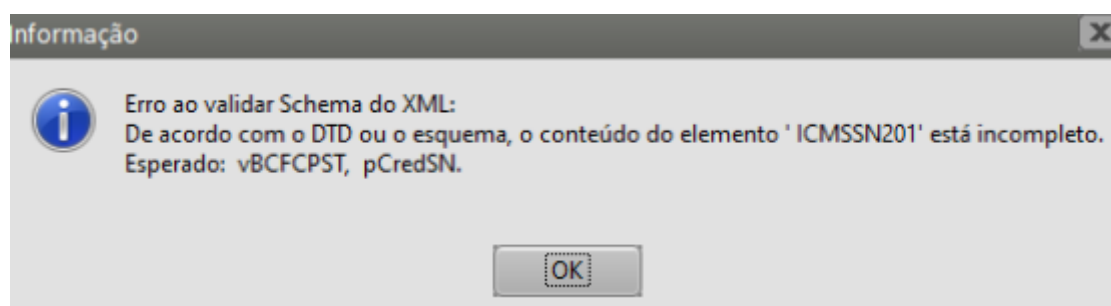 Informação
Erro ao validar Schema do XML:
De acordo com o DTD ou o esquema, o conteúdo do elemento ' ICMSSN201' está incompleto.
Esperado: vBCFCPST, pCredSN.
OK